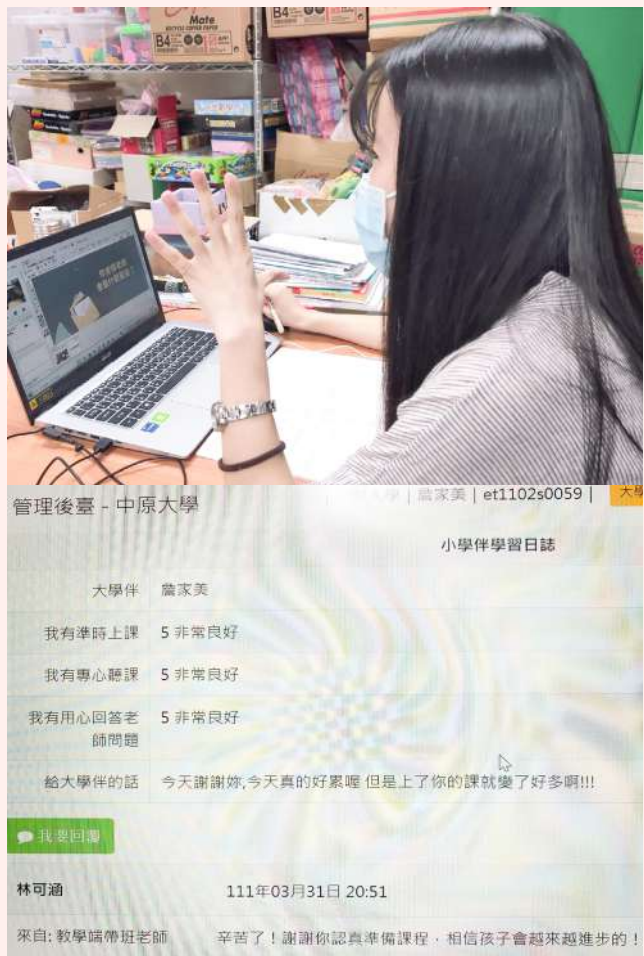 Mate
B4
B4
管理後臺 - 中原大學
詹家美 | et1102s0059 |
小學伴學習日誌
大學伴 詹家美
我有準時上課 5 非常良好
我有專心聽課 5 非常良好
我有用心回答老師問題 5 非常良好
給大學伴的話 今天謝謝妳,今天真的好累喔 但是上了你的課就變了好多啊!!!
我要回覆
林可涵 111年03月31日 20:51
來自: 教學端帶班老師 辛苦了！謝謝你認真準備課程，相信孩子會越來越進步的！